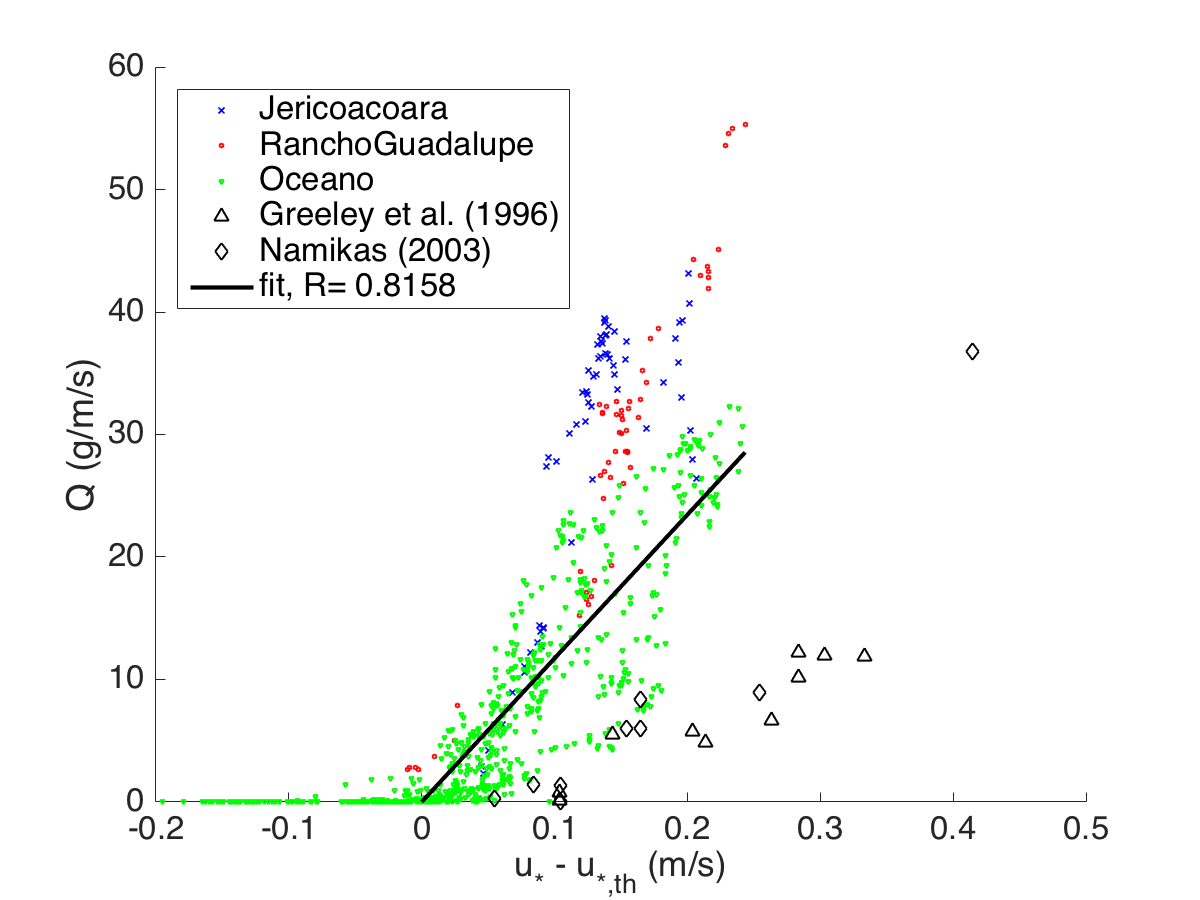 60
50
40
30
20
10
0
Q (g/m/s)
Jericoacoara
RanchoGuadalupe
Oceano
Greeley et al. (1996)
Namikas (2003)
fit, R= 0.8158
-0.2 -0.1 0 0.1 0.2 0.3 0.4 0.5
u* - u*,th (m/s)